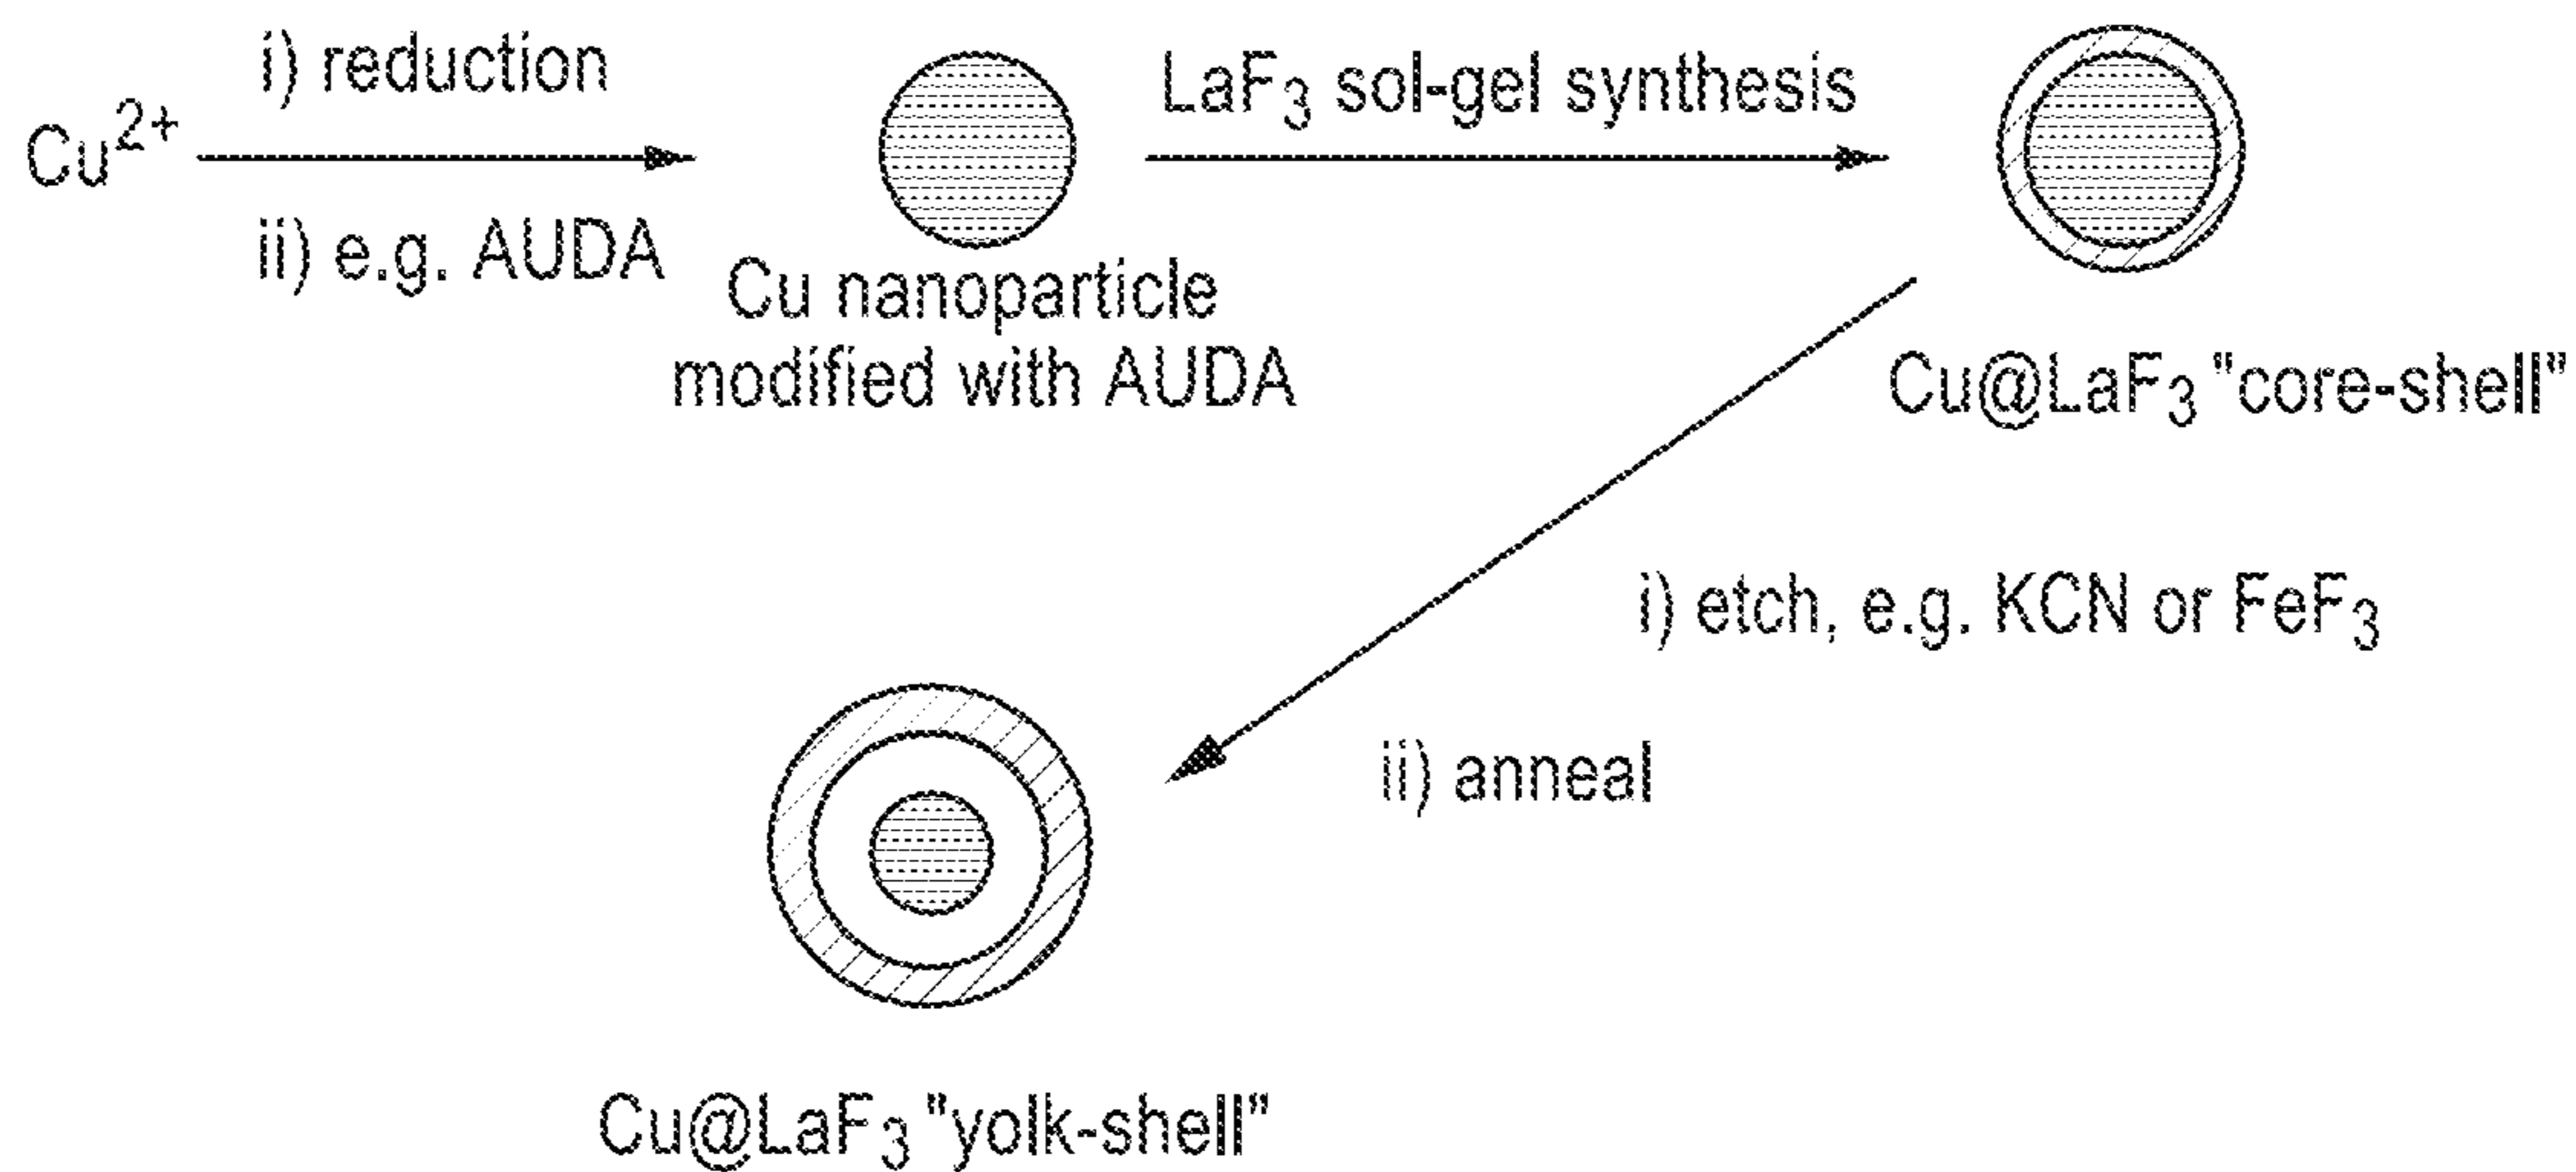 i) reduction
Cu²⁺
ii) e.g. AUDA
Cu nanoparticle
modified with AUDA
LaF₃ sol-gel synthesis
Cu@LaF₃ "core-shell"
i) etch, e.g. KCN or FeF₃
ii) anneal
Cu@LaF₃ "yolk-shell"